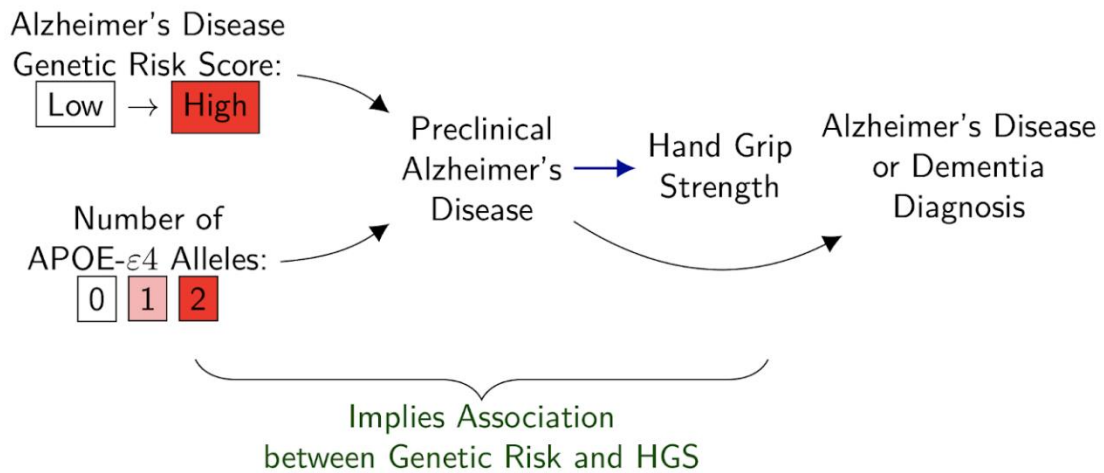 Alzheimer's Disease
Genetic Risk Score:
Low → High
Number of
APOE-ε4 Alleles:
0 1 2
Preclinical
Alzheimer's
Disease
Hand Grip
Strength
Alzheimer's Disease
or Dementia
Diagnosis
Implies Association
between Genetic Risk and HGS